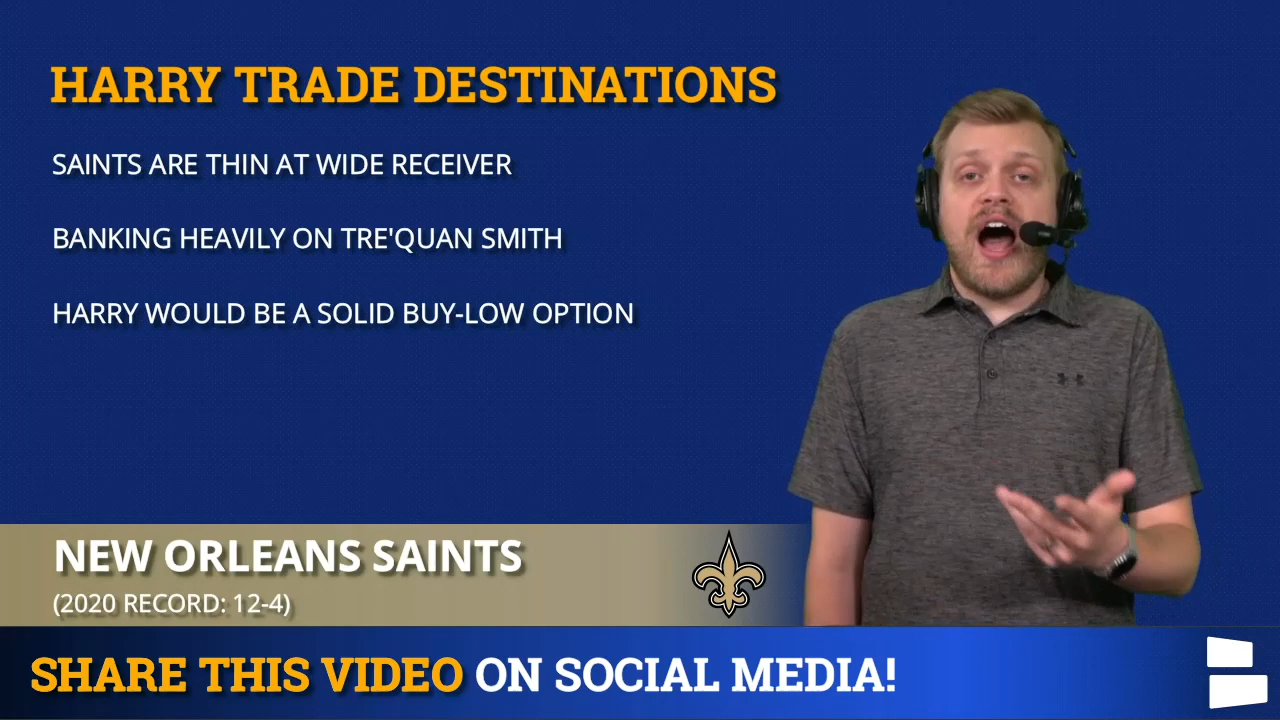 HARRY TRADE DESTINATIONS
SAINTS ARE THIN AT WIDE RECEIVER
BANKING HEAVILY ON TRE'QUAN SMITH
HARRY WOULD BE A SOLID BUY-LOW OPTION
NEW ORLEANS SAINTS
(2020 RECORD: 12-4)
SHARE THIS VIDEO ON SOCIAL MEDIA!